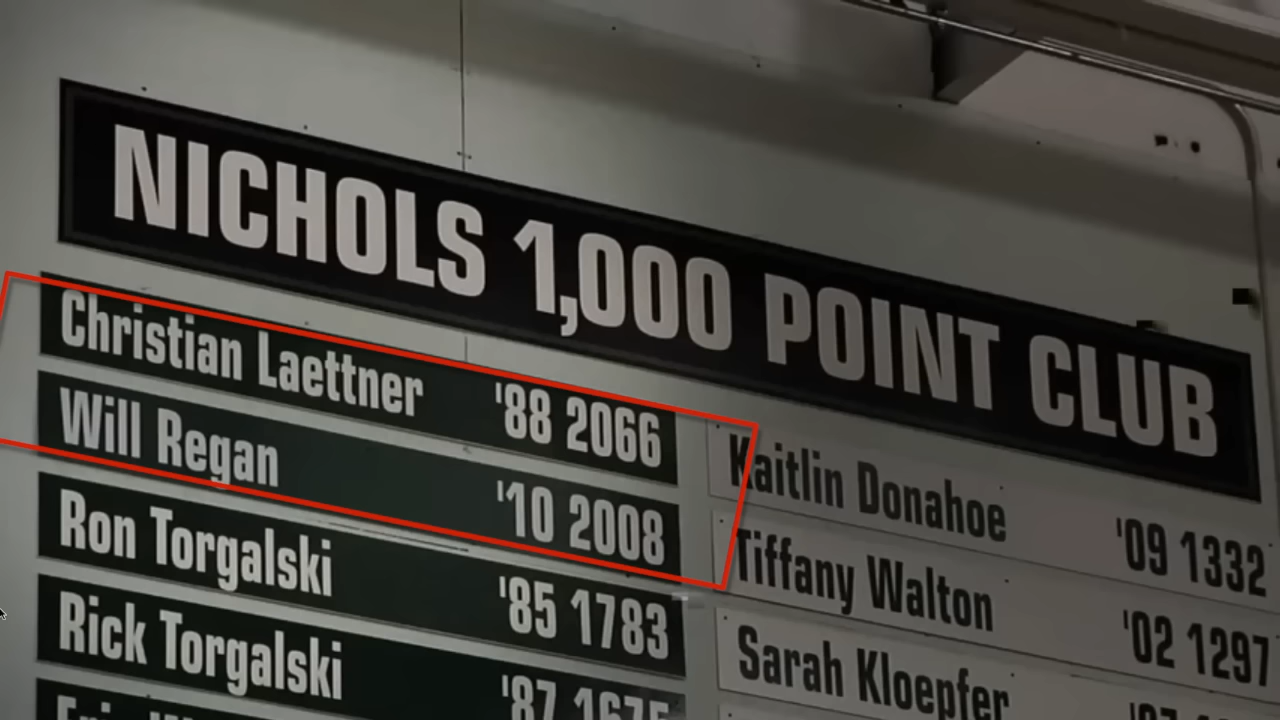 NICHOLS 1,000 POINT CLUB
Christian Laettner '88 2066
Will Regan '10 2008
Ron Torgalski '85 1783
Rick Torgalski '87
Kaitlin Donahoe '09 1332
Tiffany Walton '02 1297
Sarah Kloepfer